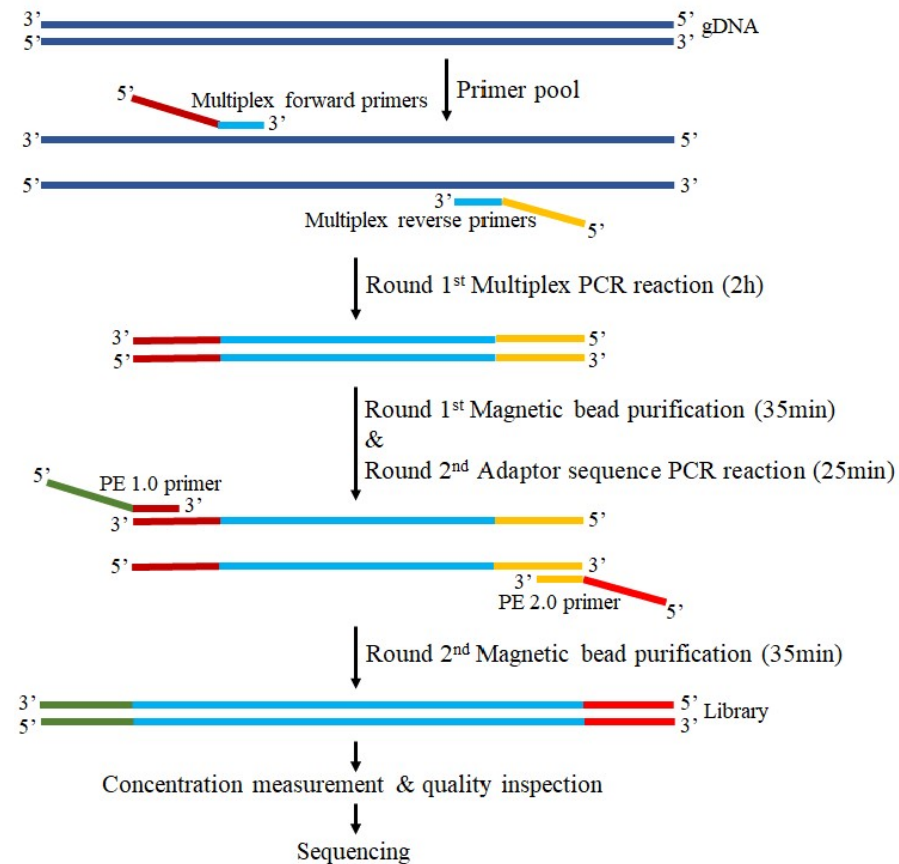 3’ 5’ gDNA
5’ 3’
Primer pool
5’ Multiplex forward primers 3’
3’ 5’
5’ 3’
3’ Multiplex reverse primers 5’
Round 1st Multiplex PCR reaction (2h)
3’ 5’
5’ 3’
Round 1st Magnetic bead purification (35min)
&
Round 2nd Adaptor sequence PCR reaction (25min)
5’ PE 1.0 primer 3’
3’ 5’
5’ 3’
3’ PE 2.0 primer 5’
Round 2nd Magnetic bead purification (35min)
3’ 5’ Library
5’ 3’
Concentration measurement & quality inspection
Sequencing